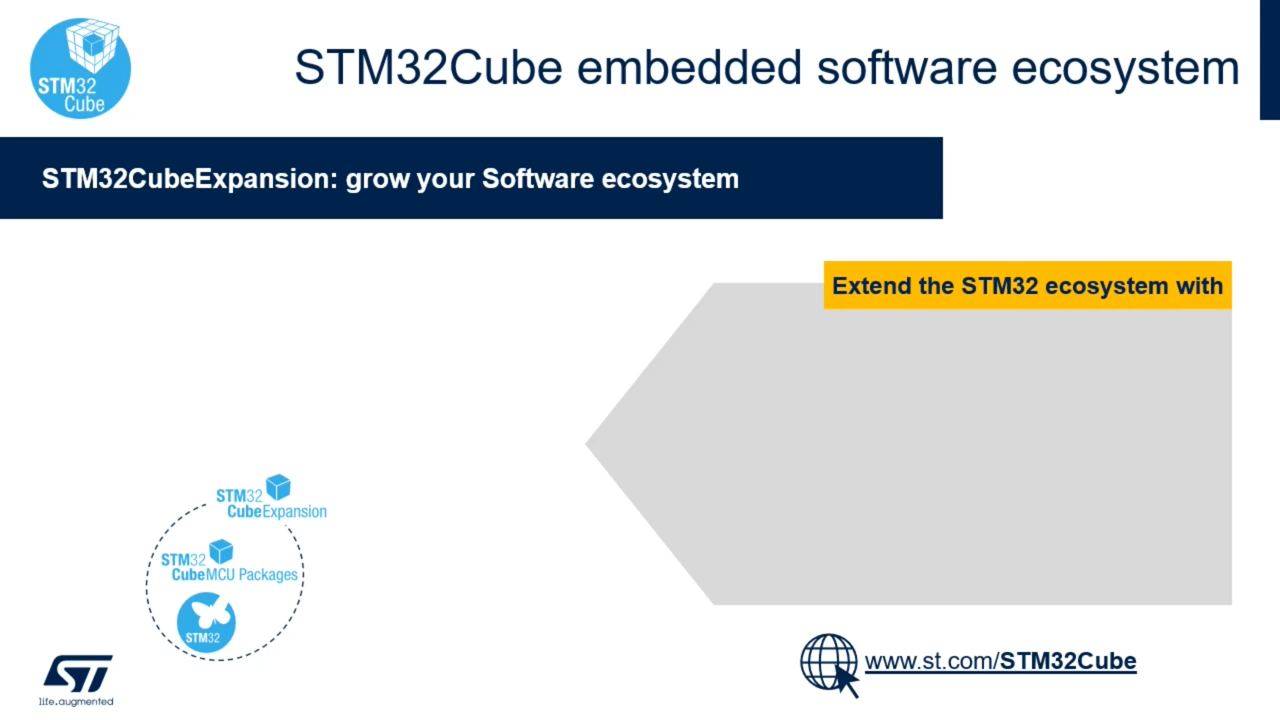 STM32
Cube
STM32Cube embedded software ecosystem
STM32CubeExpansion: grow your Software ecosystem
Extend the STM32 ecosystem with
STM32
CubeExpansion
STM32
CubeMCU Packages
STM32
ST
life.augmented
www.st.com/STM32Cube